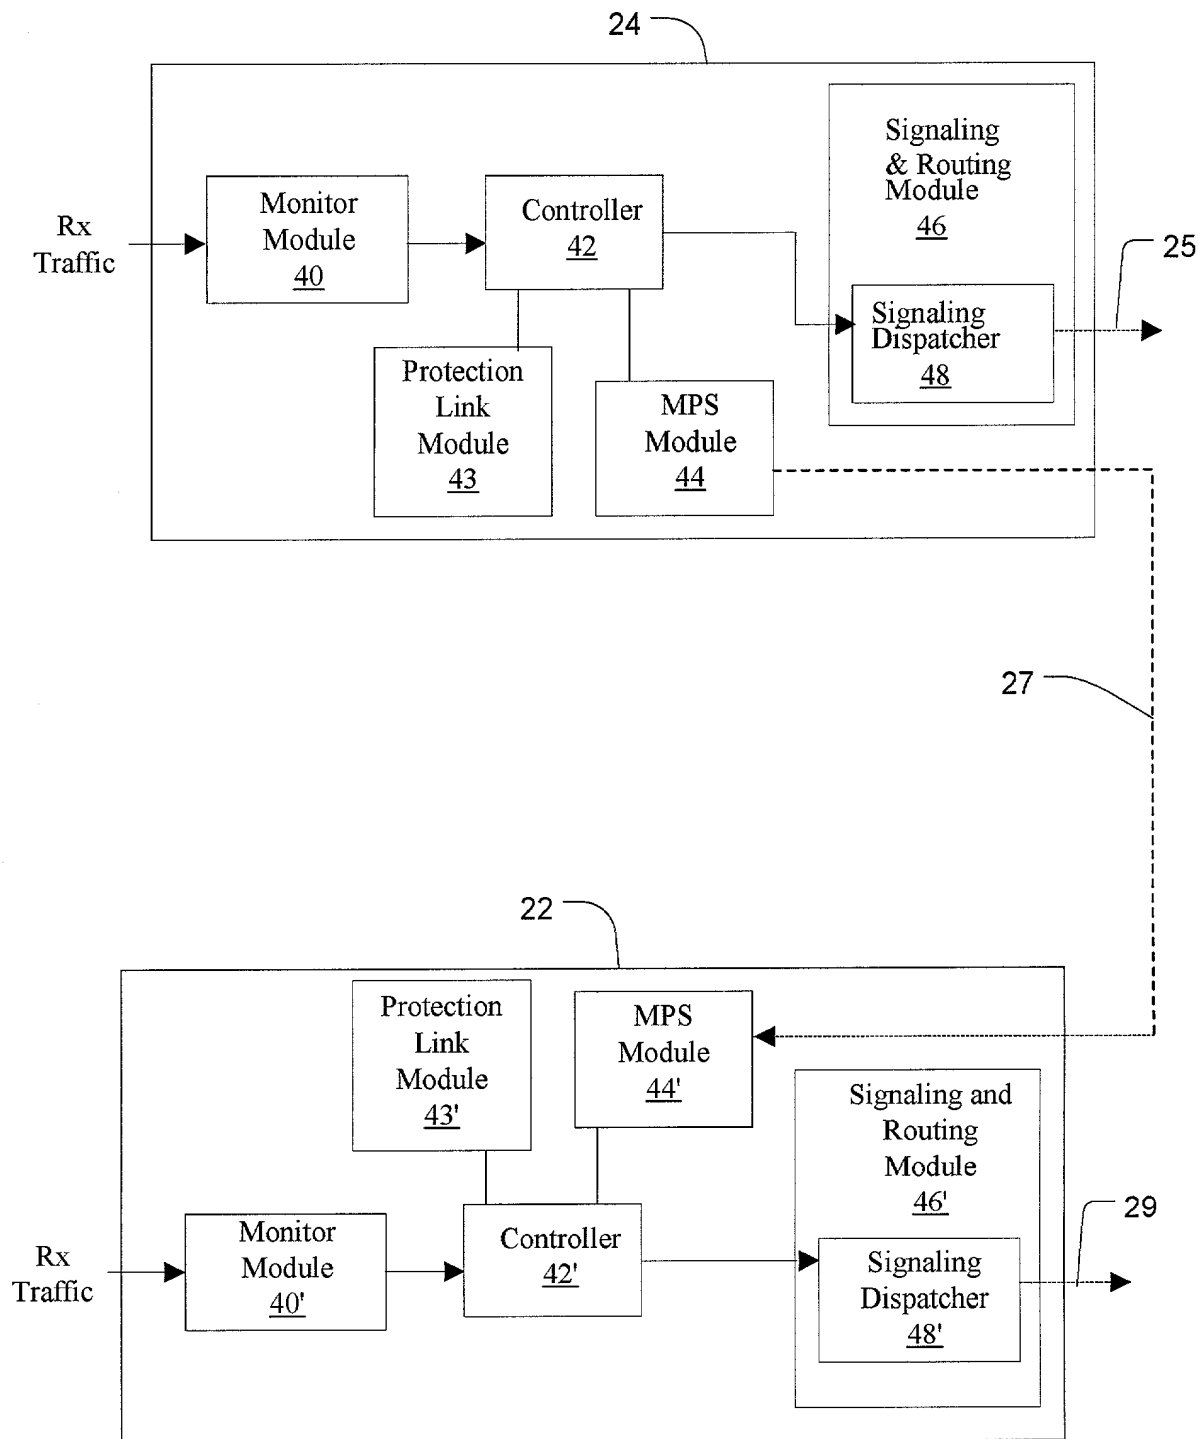 24
Signaling
& Routing
Module
46
Monitor
Module
40
Controller
42
Rx
Traffic
25
Signaling
Dispatcher
48
Protection
Link
Module
43
MPS
Module
44
27
22
Protection
Link
Module
43'
MPS
Module
44'
Signaling and
Routing
Module
46'
29
Monitor
Module
40'
Controller
42'
Rx
Traffic
Signaling
Dispatcher
48'